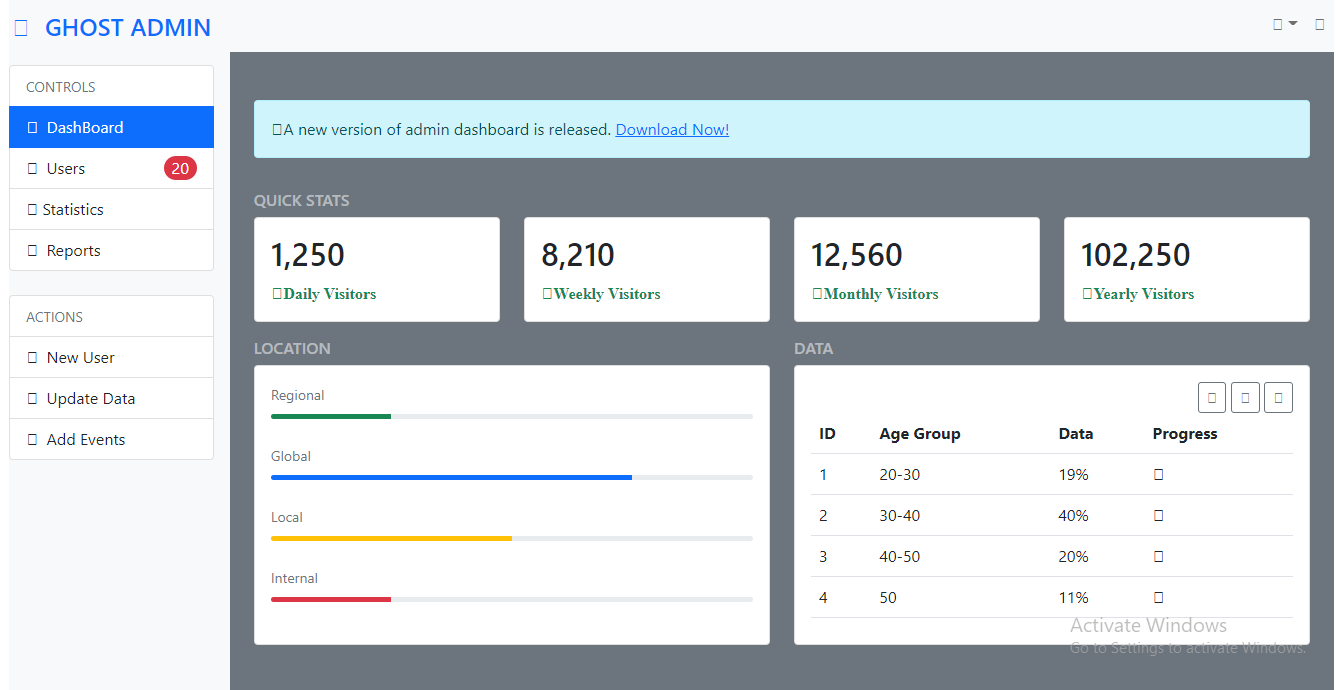 GHOST ADMIN
CONTROLS
DashBoard
Users 20
Statistics
Reports
ACTIONS
New User
Update Data
Add Events
A new version of admin dashboard is released. Download Now!
QUICK STATS
1,250
Daily Visitors
8,210
Weekly Visitors
12,560
Monthly Visitors
102,250
Yearly Visitors
LOCATION
Regional
Global
Local
Internal
DATA
ID Age Group Data Progress
1 20-30 19%
2 30-40 40%
3 40-50 20%
4 50 11%
Activate Windows
Go to Settings to activate Windows.